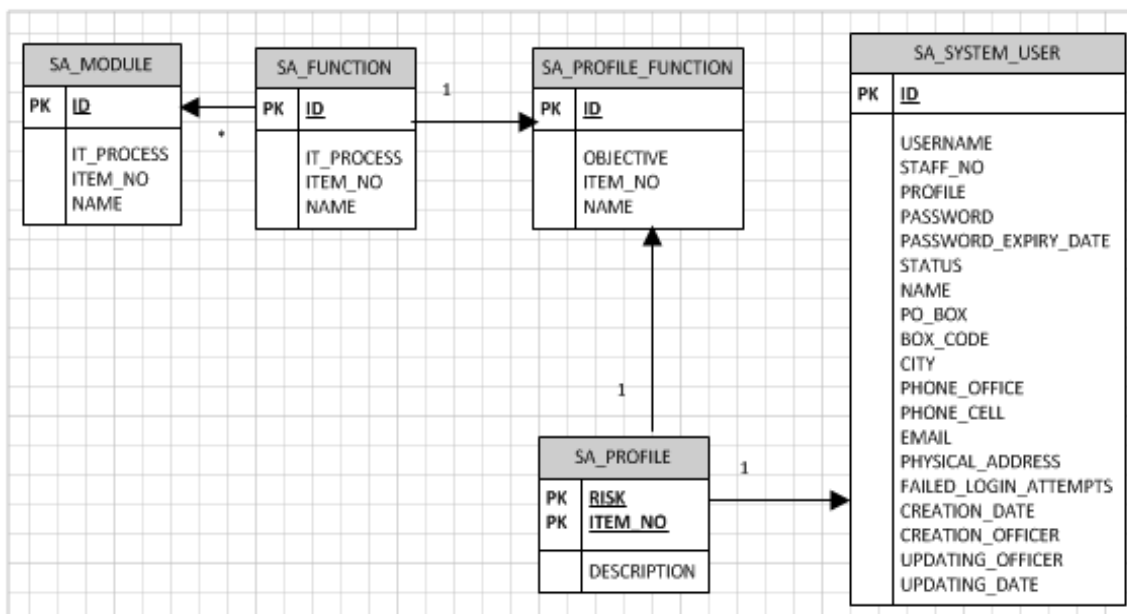 SA_MODULE
PK ID
IT_PROCESS
ITEM_NO
NAME
*
SA_FUNCTION
PK ID
IT_PROCESS
ITEM_NO
NAME
1
SA_PROFILE_FUNCTION
PK ID
OBJECTIVE
ITEM_NO
NAME
1
SA_PROFILE
PK RISK
PK ITEM_NO
DESCRIPTION
1
SA_SYSTEM_USER
PK ID
USERNAME
STAFF_NO
PROFILE
PASSWORD
PASSWORD_EXPIRY_DATE
STATUS
NAME
PO_BOX
BOX_CODE
CITY
PHONE_OFFICE
PHONE_CELL
EMAIL
PHYSICAL_ADDRESS
FAILED_LOGIN_ATTEMPTS
CREATION_DATE
CREATION_OFFICER
UPDATING_OFFICER
UPDATING_DATE